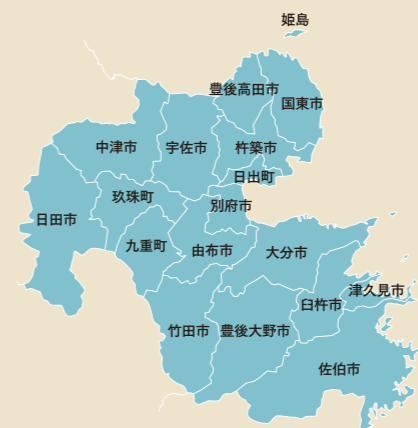 姫島
豊後高田市
国東市
中津市
宇佐市
杵築市
日出町
玖珠町
別府市
日田市
九重町
由布市
大分市
津久見市
臼杵市
竹田市
豊後大野市
佐伯市